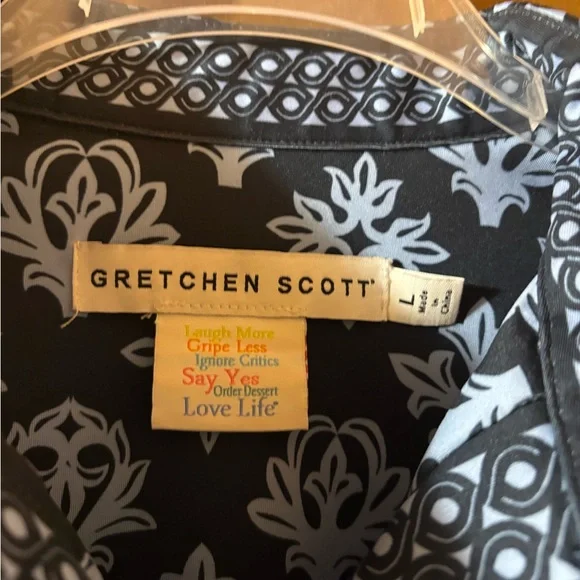 GRETCHEN SCOTT
L
Made
in
China
Laugh More
Gripe Less
Ignore Critics
Say Yes
Order Dessert
Love Life